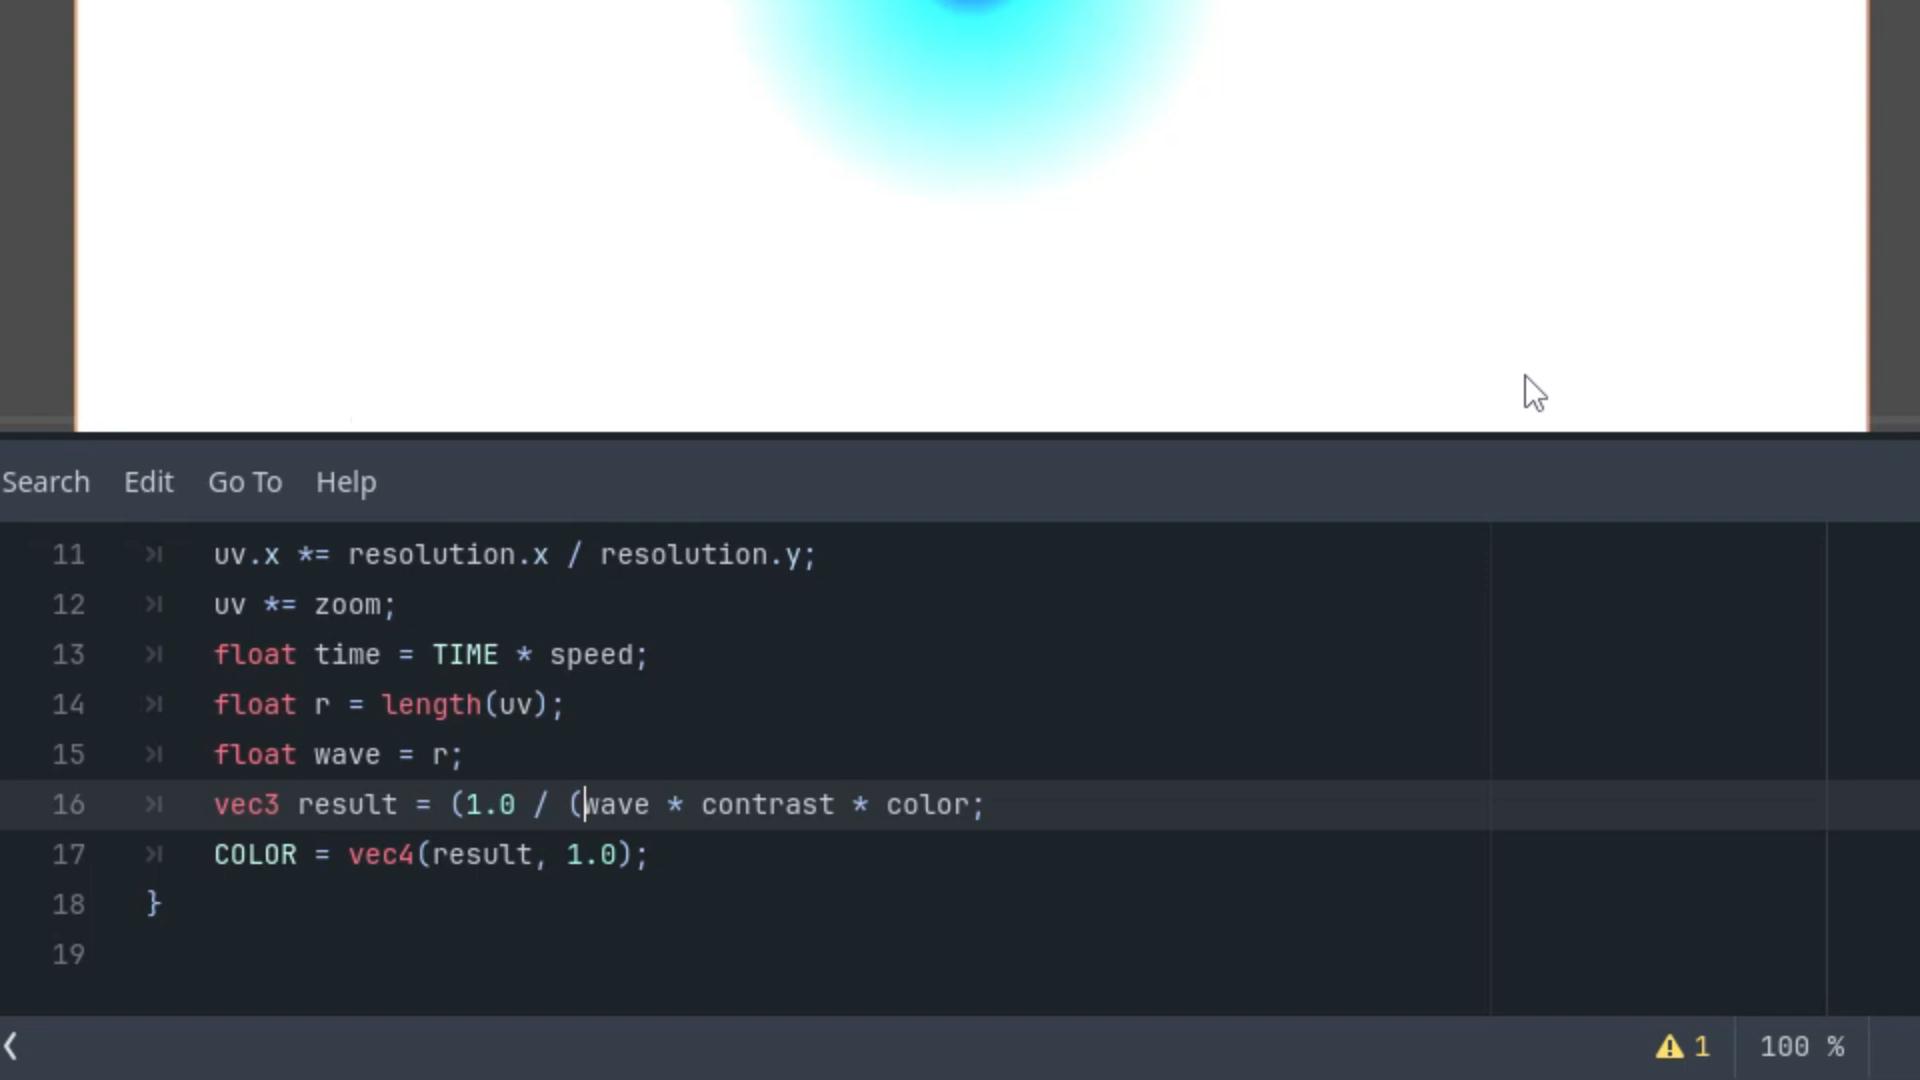 Search Edit Go To Help
11 uv.x *= resolution.x / resolution.y;
12 uv *= zoom;
13 float time = TIME * speed;
14 float r = length(uv);
15 float wave = r;
16 vec3 result = (1.0 / (wave * contrast * color;
17 COLOR = vec4(result, 1.0);
18 }
19
1 100 %